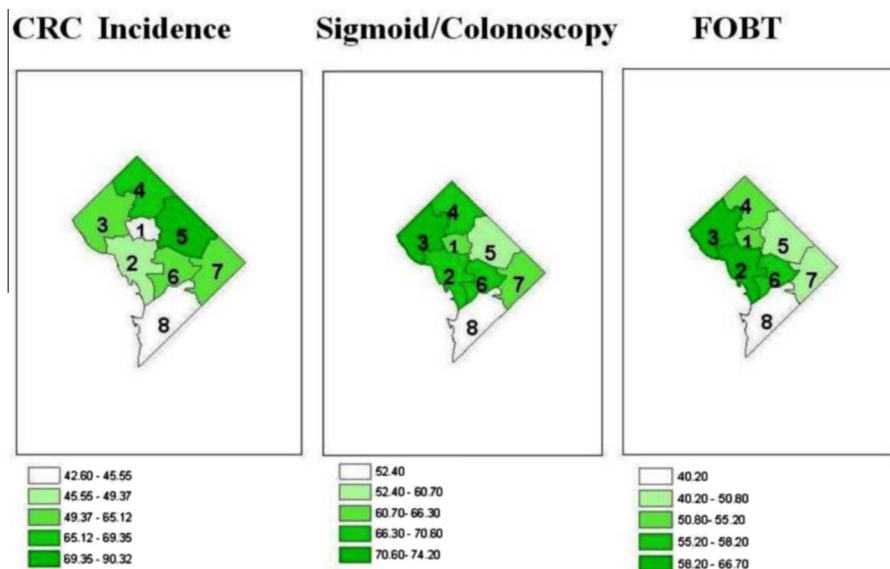 CRC Incidence
Sigmoid/Colonoscopy
FOBT
4
3
1
5
2
6
7
8
4
3
1
5
2
6
7
8
4
3
1
5
2
6
7
8
42.60 - 45.55
45.55 - 49.37
49.37 - 65.12
65.12 - 69.35
69.35 - 90.32
52.40
52.40 - 60.70
60.70 - 66.30
66.30 - 70.60
70.60 - 74.20
40.20
40.20 - 50.80
50.80- 55.20
55.20 - 58.20
58.20 - 66.70